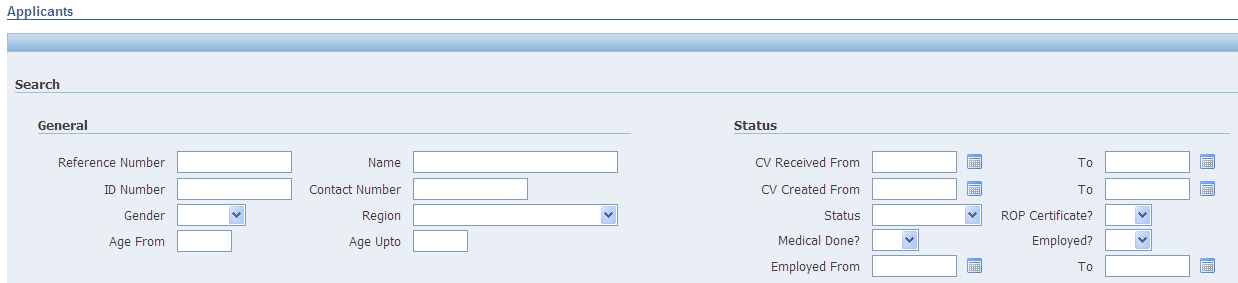 Applicants
Search
General
Reference Number Name
ID Number Contact Number
Gender Region
Age From Age Upto
Status
CV Received From To
CV Created From To
Status ROP Certificate?
Medical Done? Employed?
Employed From To